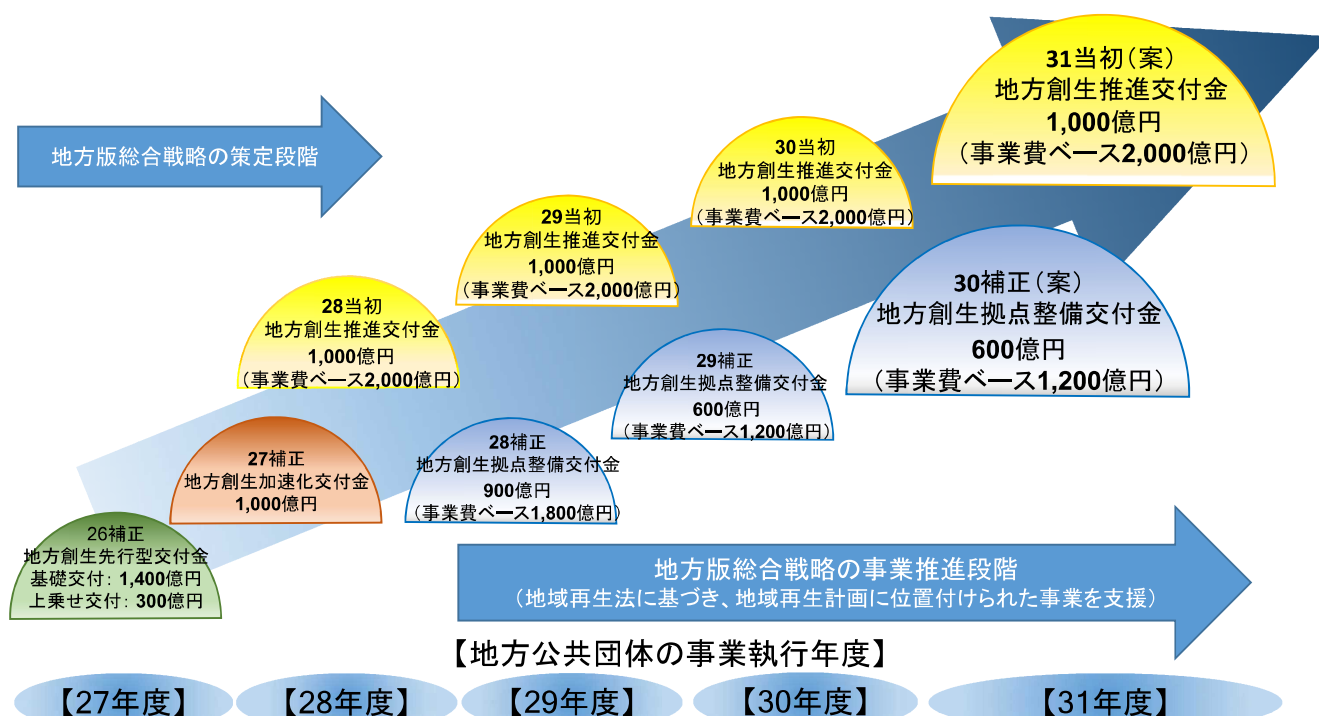 地方版総合戦略の策定段階
31当初(案)
地方創生推進交付金
1,000億円
(事業費ベース2,000億円)
30当初
地方創生推進交付金
1,000億円
(事業費ベース2,000億円)
29当初
地方創生推進交付金
1,000億円
(事業費ベース2,000億円)
28当初
地方創生推進交付金
1,000億円
(事業費ベース2,000億円)
30補正(案)
地方創生拠点整備交付金
600億円
(事業費ベース1,200億円)
29補正
地方創生拠点整備交付金
600億円
(事業費ベース1,200億円)
28補正
地方創生拠点整備交付金
900億円
(事業費ベース1,800億円)
27補正
地方創生加速化交付金
1,000億円
26補正
地方創生先行型交付金
基礎交付: 1,400億円
上乗せ交付: 300億円
地方版総合戦略の事業推進段階
(地域再生法に基づき、地域再生計画に位置付けられた事業を支援)
【地方公共団体の事業執行年度】
【27年度】
【28年度】
【29年度】
【30年度】
【31年度】